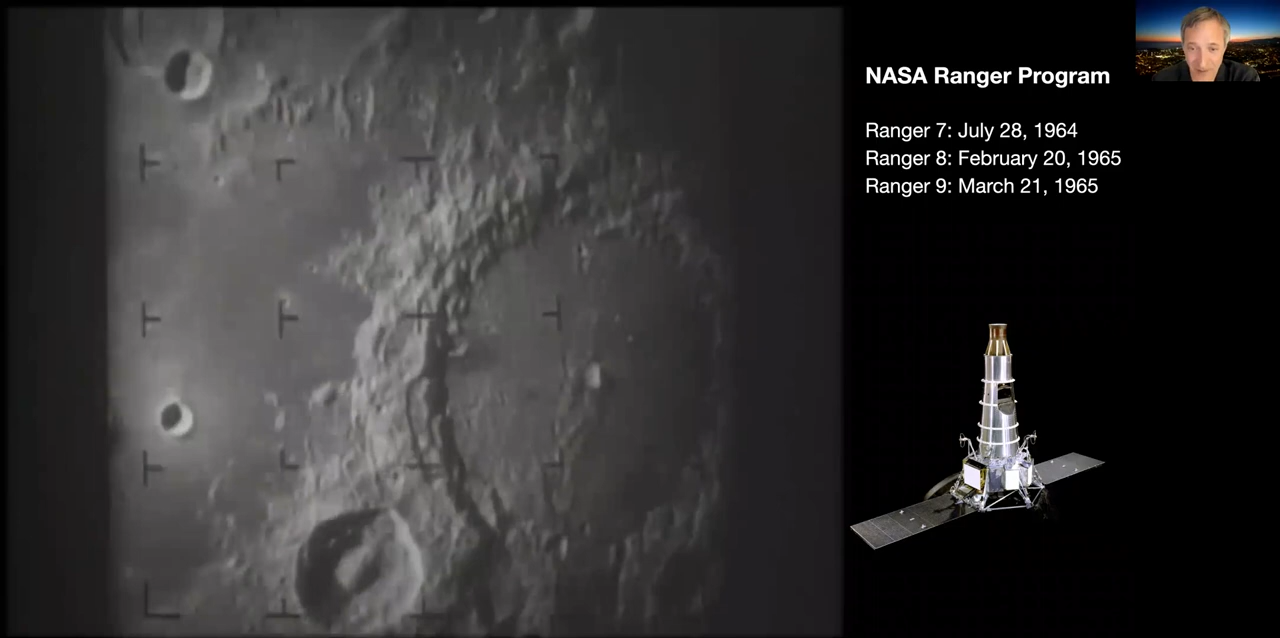 NASA Ranger Program
Ranger 7: July 28, 1964
Ranger 8: February 20, 1965
Ranger 9: March 21, 1965